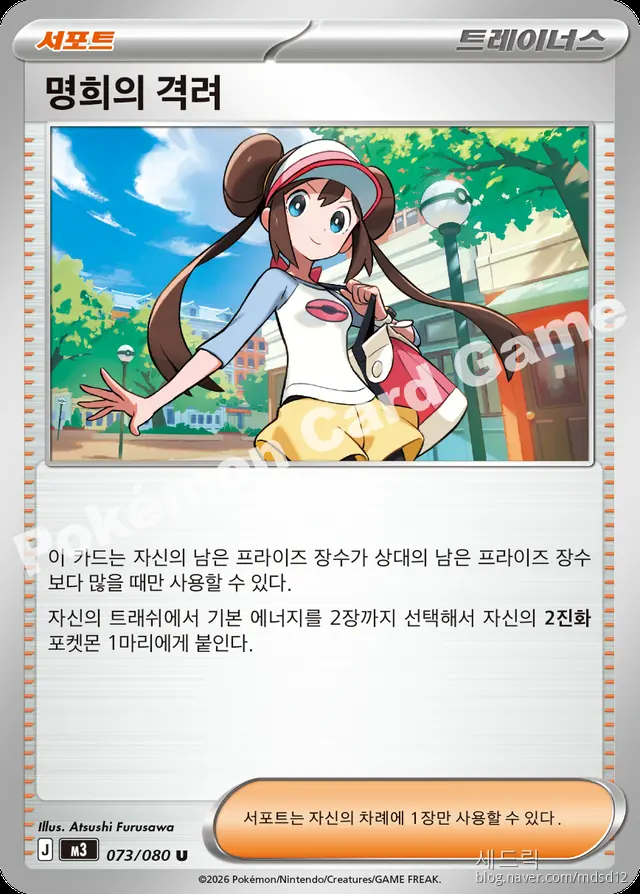 서포트
트레이너스
명희의 격려
Pokémon Card Game
이 카드는 자신의 남은 프라이즈 장수가 상대의 남은 프라이즈 장수
보다 많을 때만 사용할 수 있다.
자신의 트래쉬에서 기본 에너지를 2장까지 선택해서 자신의 2진화
포켓몬 1마리에게 붙인다.
서포트는 자신의 차례에 1장만 사용할 수 있다.
Illus. Atsushi Furusawa
J M3 073/080 U
©2026 Pokémon/Nintendo/Creatures/GAME FREAK.
세드릭
blog.naver.com/mdsd12